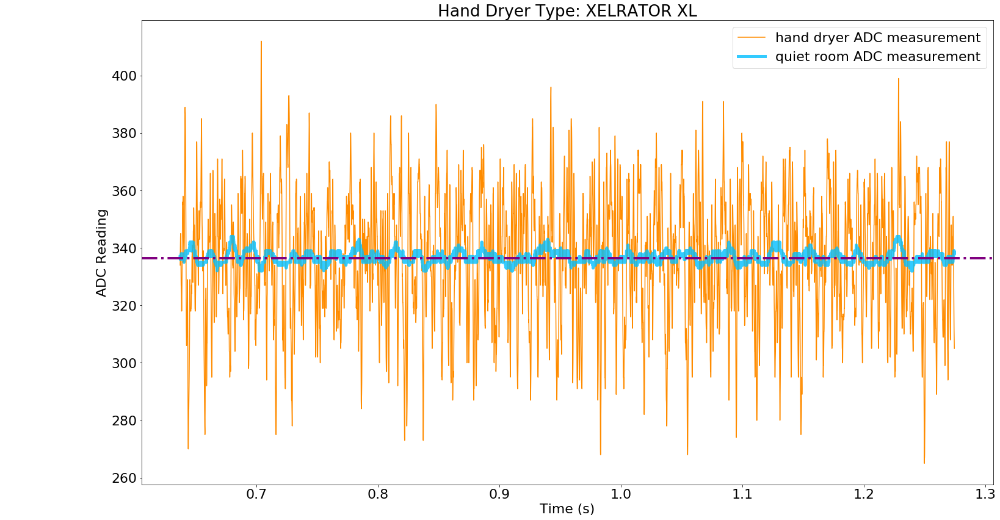 Hand Dryer Type: XELRATOR XL
hand dryer ADC measurement
quiet room ADC measurement
ADC Reading
400
380
360
340
320
300
280
260
0.7 0.8 0.9 1.0 1.1 1.2 1.3
Time (s)